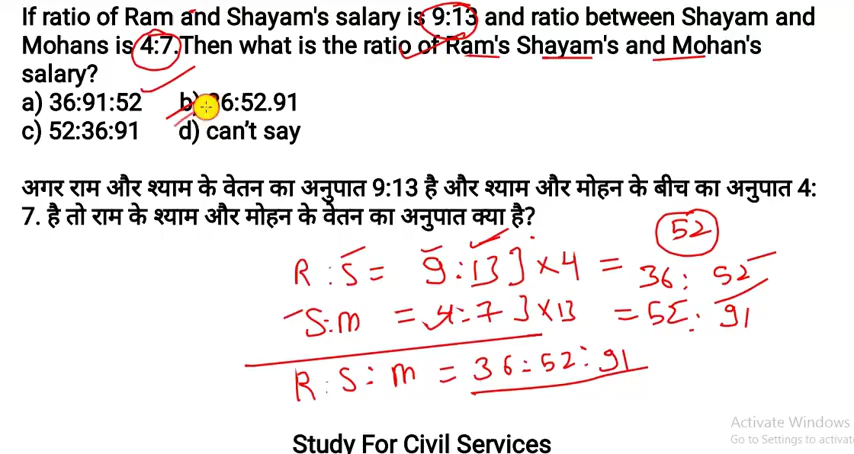 If ratio of Ram and Shayam's salary is 9:13 and ratio between Shayam and
Mohans is 4:7.Then what is the ratio of Ram's Shayam's and Mohan's
salary?
a) 36:91:52 b) 36:52.91
c) 52:36:91 d) can't say
अगर राम और श्याम के वेतन का अनुपात 9:13 है और श्याम और मोहन के बीच का अनुपात 4:
7. है तो राम के श्याम और मोहन के वेतन का अनुपात क्या है?
52
R : S = 9 : 13 ] × 4 = 36 : 52
S : m = 4 : 7 ] × 13 = 52 : 91
R : S : m = 36 : 52 : 91
Activate Windows
Go to Settings to activat
Study For Civil Services